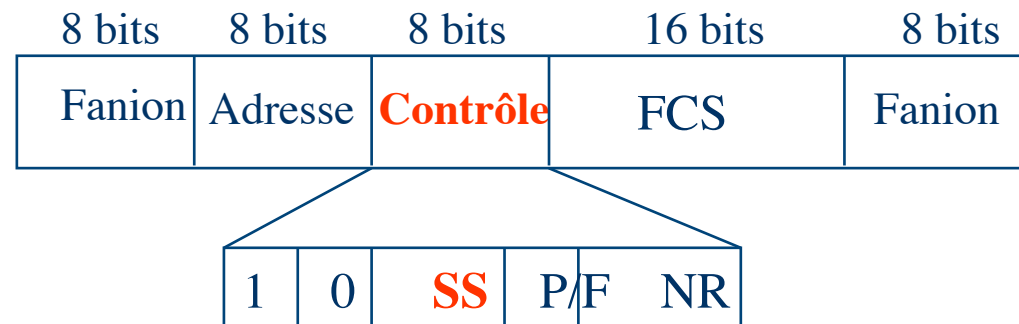 8 bits 8 bits 8 bits 16 bits 8 bits
Fanion Adresse Contrôle FCS Fanion
1 0 SS P/F NR